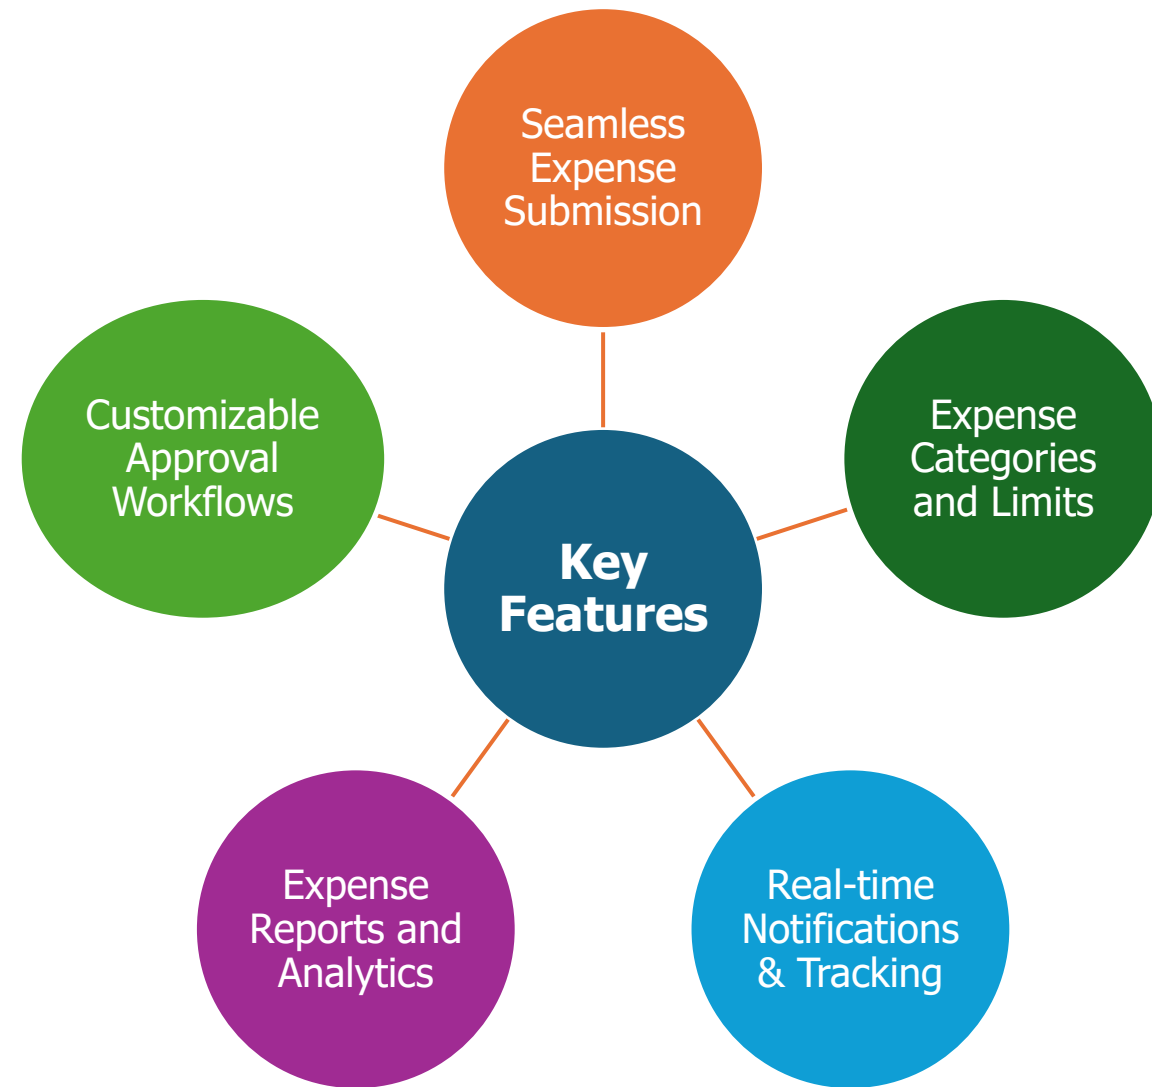 Seamless
Expense
Submission
Customizable
Approval
Workflows
Expense
Categories
and Limits
Key
Features
Expense
Reports and
Analytics
Real-time
Notifications
& Tracking